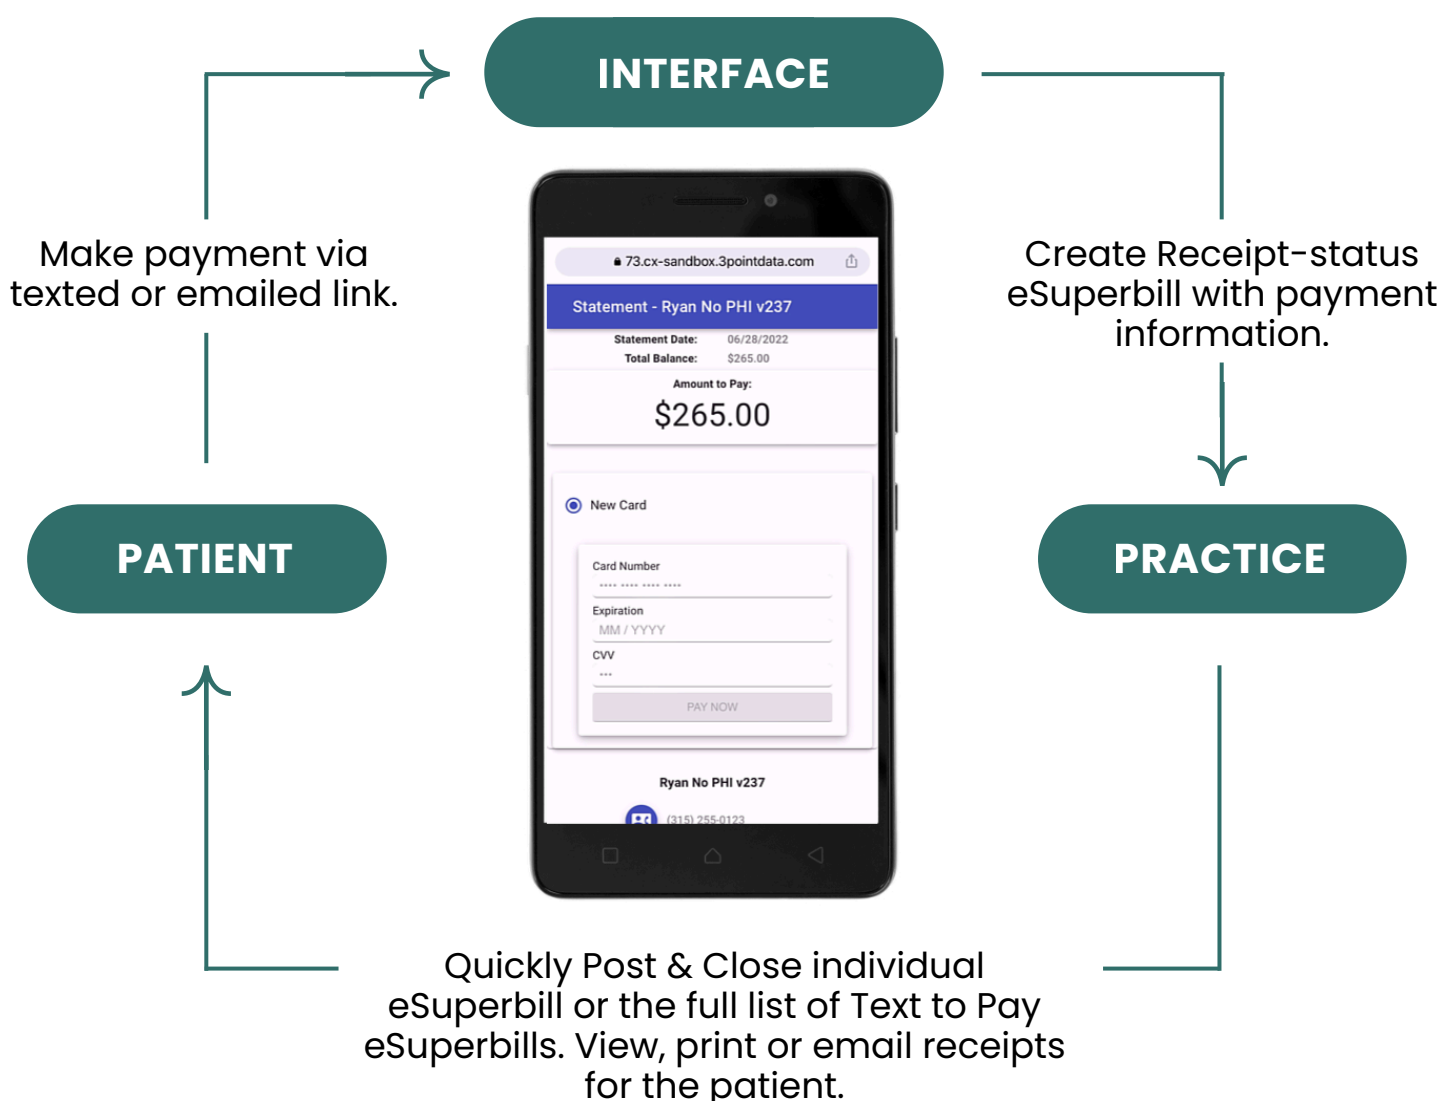 INTERFACE
Make payment via
texted or emailed link.
Create Receipt-status
eSuperbill with payment
information.
73.cx-sandbox.3pointdata.com
Statement - Ryan No PHI v237
Statement Date: 06/28/2022
Total Balance: $265.00
Amount to Pay:
$265.00
New Card
Card Number
---- ---- ---- ----
Expiration
MM / YYYY
CVV
---
PAY NOW
Ryan No PHI v237
(315) 255-0123
PATIENT
PRACTICE
Quickly Post & Close individual
eSuperbill or the full list of Text to Pay
eSuperbills. View, print or email receipts
for the patient.